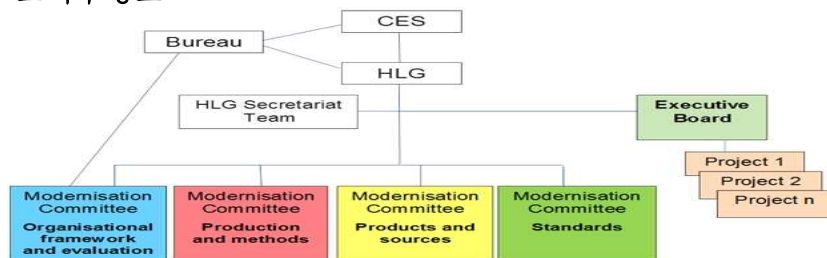 CES
Bureau
HLG
HLG Secretariat
Team
Executive
Board
Project 1
Project 2
Project n
Modernisation
Committee
Organisational
framework
and evaluation
Modernisation
Committee
Production
and methods
Modernisation
Committee
Products and
sources
Modernisation
Committee
Standards